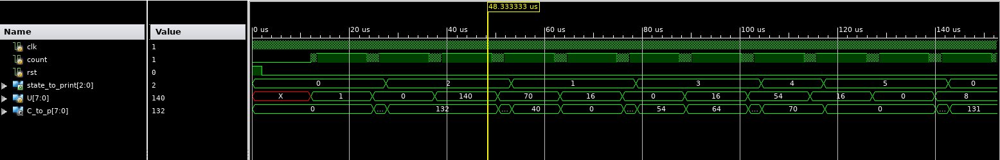 48.333333 us
Name Value 0 us 20 us 40 us 60 us 80 us 100 us 120 us 140 us
clk 1
count 1
rst 0
state_to_print[2:0] 2 0 2 1 3 4 5 0
U[7:0] 140 X 1 0 140 70 16 0 16 54 16 0 8
C_to_p[7:0] 132 0 ... 132 ... 40 0 ... 54 64 ... 70 0 ... 131